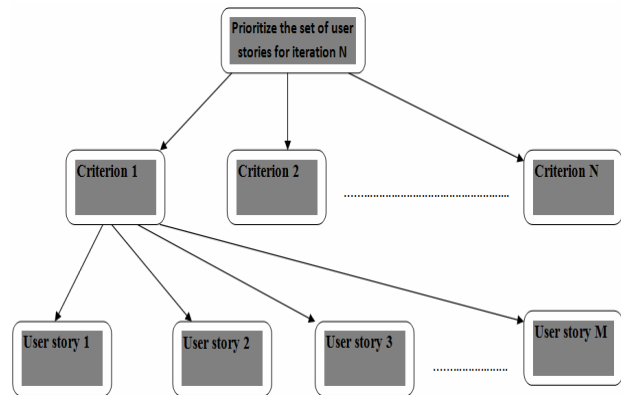 Prioritize the set of user
stories for iteration N
Criterion 1
Criterion 2
Criterion N
User story 1
User story 2
User story 3
User story M